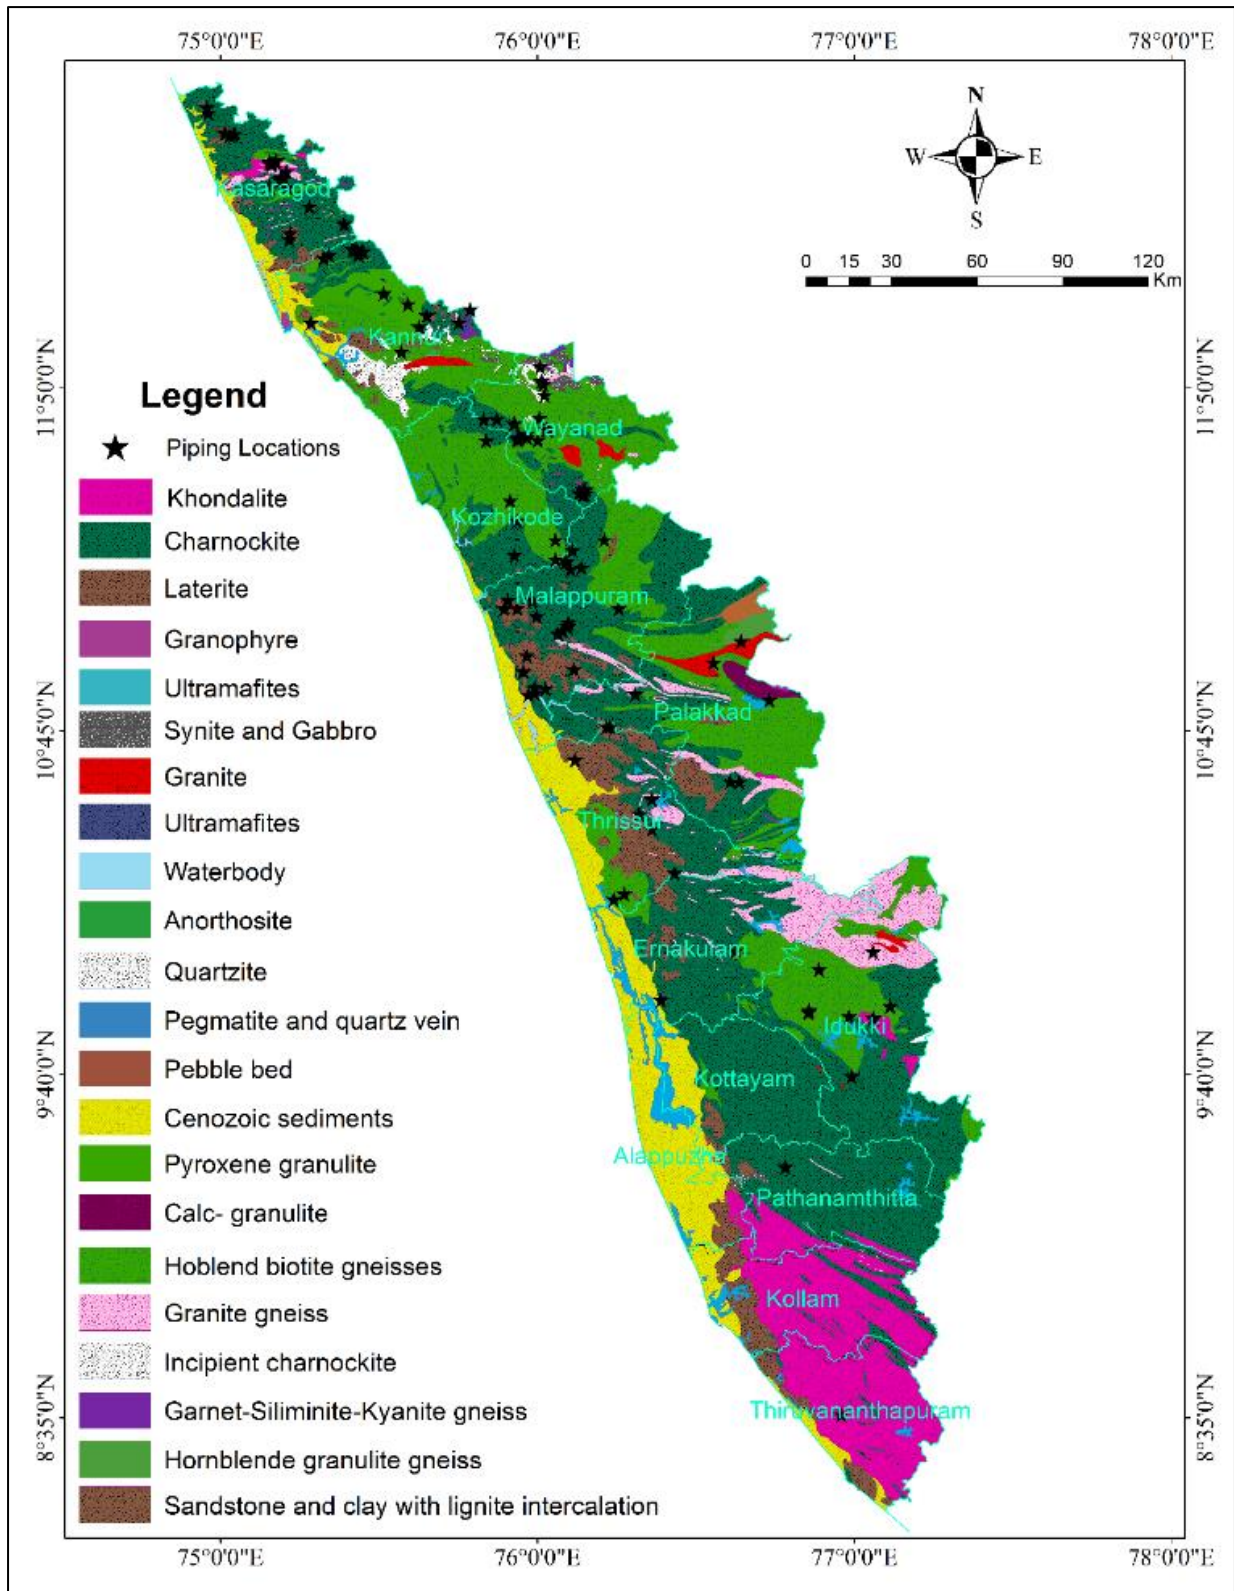 75°0'0"E 76°0'0"E 77°0'0"E 78°0'0"E
N
W E
S
0 15 30 60 90 120
Km
11°50'0"N
10°45'0"N
9°40'0"N
8°35'0"N
11°50'0"N
10°45'0"N
9°40'0"N
8°35'0"N
Kasaragod
Kannur
Wayanad
Kozhikode
Malappuram
Palakkad
Thrissur
Ernakulam
Idukki
Kottayam
Alappuzha
Pathanamthitta
Kollam
Thiruvananthapuram
Legend
Piping Locations
Khondalite
Charnockite
Laterite
Granophyre
Ultramafites
Synite and Gabbro
Granite
Ultramafites
Waterbody
Anorthosite
Quartzite
Pegmatite and quartz vein
Pebble bed
Cenozoic sediments
Pyroxene granulite
Calc- granulite
Hoblend biotite gneisses
Granite gneiss
Incipient charnockite
Garnet-Siliminite-Kyanite gneiss
Hornblende granulite gneiss
Sandstone and clay with lignite intercalation
75°0'0"E 76°0'0"E 77°0'0"E 78°0'0"E